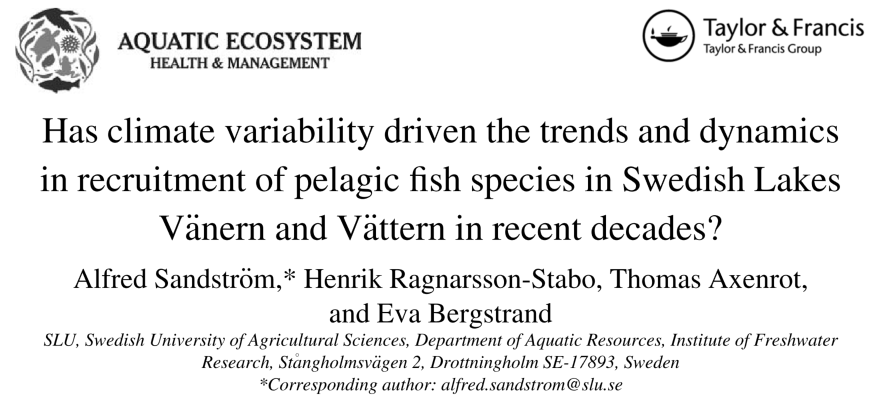 AQUATIC ECOSYSTEM
HEALTH & MANAGEMENT
Taylor & Francis
Taylor & Francis Group
Has climate variability driven the trends and dynamics
in recruitment of pelagic fish species in Swedish Lakes
Vänern and Vättern in recent decades?
Alfred Sandström,* Henrik Ragnarsson-Stabo, Thomas Axenrot,
and Eva Bergstrand
SLU, Swedish University of Agricultural Sciences, Department of Aquatic Resources, Institute of Freshwater
Research, Stångholmsvägen 2, Drottningholm SE-17893, Sweden
*Corresponding author: alfred.sandstrom@slu.se